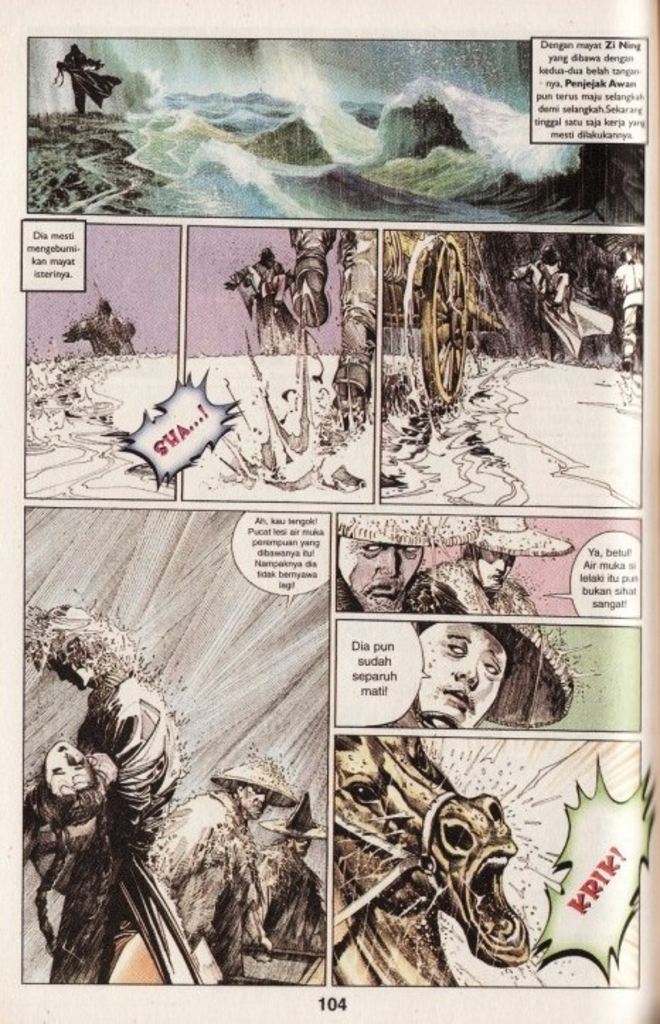 Dengan mayat Zi Ning
yang dibawa dengan
kedua-dua belah tangan-
nya, Penjejak Awan
pun terus maju selangkah
demi selangkah.Sekarang
tinggal satu saja kerja yang
mesti dilakukannya.
Dia mesti
mengebumi-
kan mayat
isterinya.
SHA...!
Ah, kau tengok!
Pucat lesi air muka
perempuan yang
dibawanya itu!
Nampaknya dia
tidak bernyawa
lagi!
Ya, betul!
Air muka si
lelaki itu pun
bukan sihat
sangat!
Dia pun
sudah
separuh
mati!
KRIK!
104